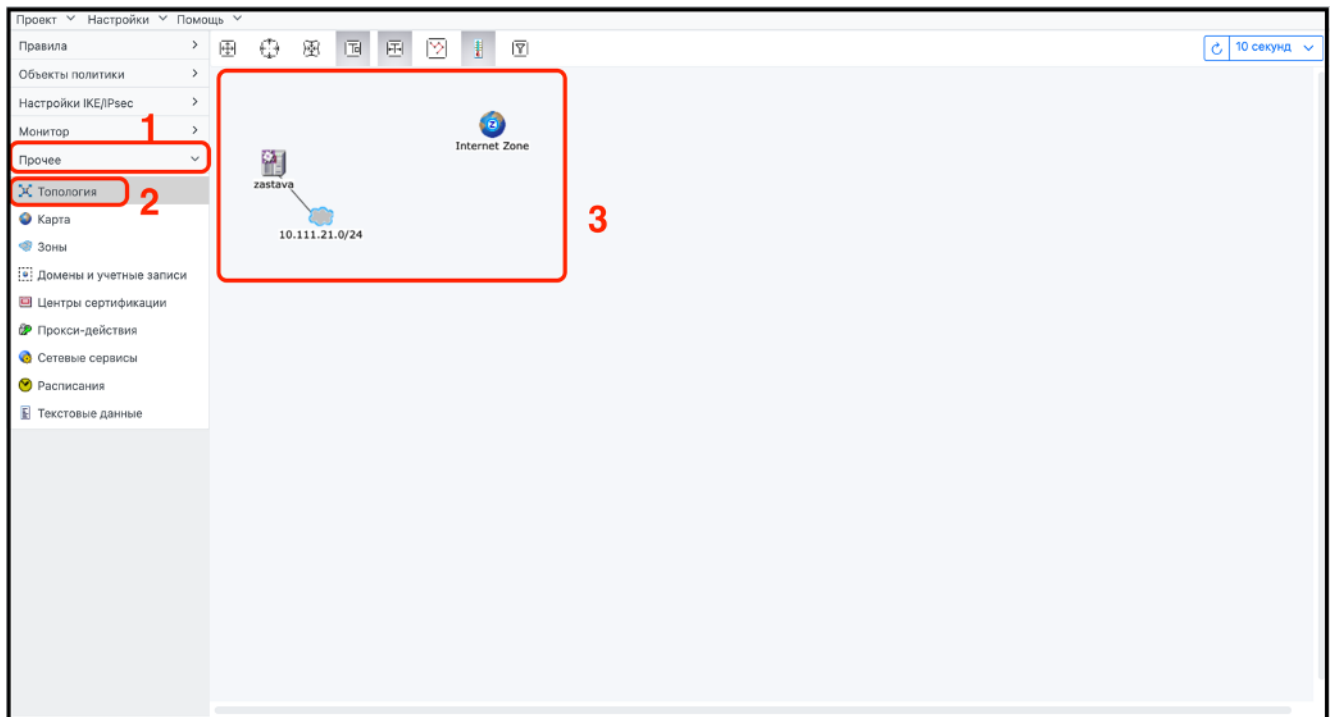 Проект Настройки Помощь
Правила
10 секунд
Объекты политики
Настройки IKE/IPsec
Монитор
1
Прочее
Топология
2
Карта
Зоны
Домены и учетные записи
Центры сертификации
Прокси-действия
Сетевые сервисы
Расписания
Текстовые данные
Internet Zone
zastava
10.111.21.0/24
3